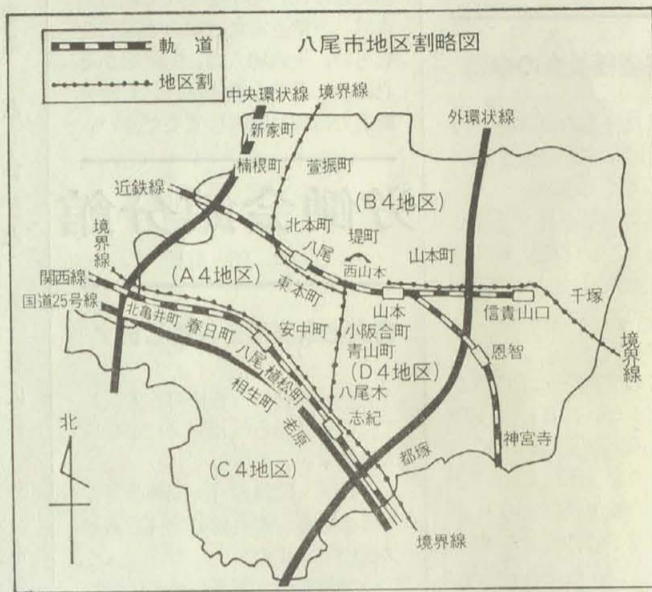 軌道
地区割
八尾市地区割略図
中央環状線
境界線
外環状線
新家町
楠根町
萱振町
近鉄線
(B4地区)
北本町
八尾
堤町
西山本
山本町
境界線
(A4地区)
東本町
関西線
国道25号線
北亀井町
春日町
安中町
山本
信貴山口
千塚
小阪合町
青山町
恩智
境界線
(D4地区)
八尾
植松町
八尾木
相生町
老原
志紀
北
(C4地区)
都塚
神宮寺
境界線